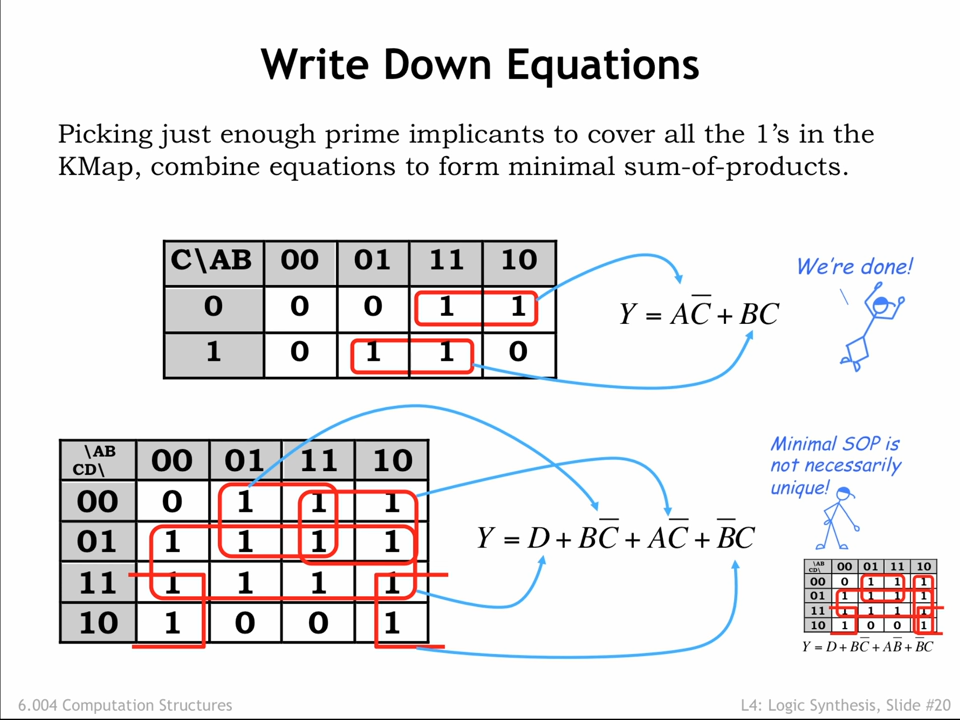 Write Down Equations
Picking just enough prime implicants to cover all the 1's in the
KMap, combine equations to form minimal sum-of-products.
C\AB 00 01 11 10
0 0 0 1 1
1 0 1 1 0
Y = AC̅ + BC
We're done!
\AB
CD\ 00 01 11 10
00 0 1 1 1
01 1 1 1 1
11 1 1 1 1
10 1 0 0 1
Y = D + BC̅ + AC̅ + B̅C
Minimal SOP is
not necessarily
unique!
\AB
CD\ 00 01 11 10
00 0 1 1 1
01 1 1 1 1
11 1 1 1 1
10 1 0 0 1
Y = D + BC̅ + AB̅ + B̅C
6.004 Computation Structures
L4: Logic Synthesis, Slide #20